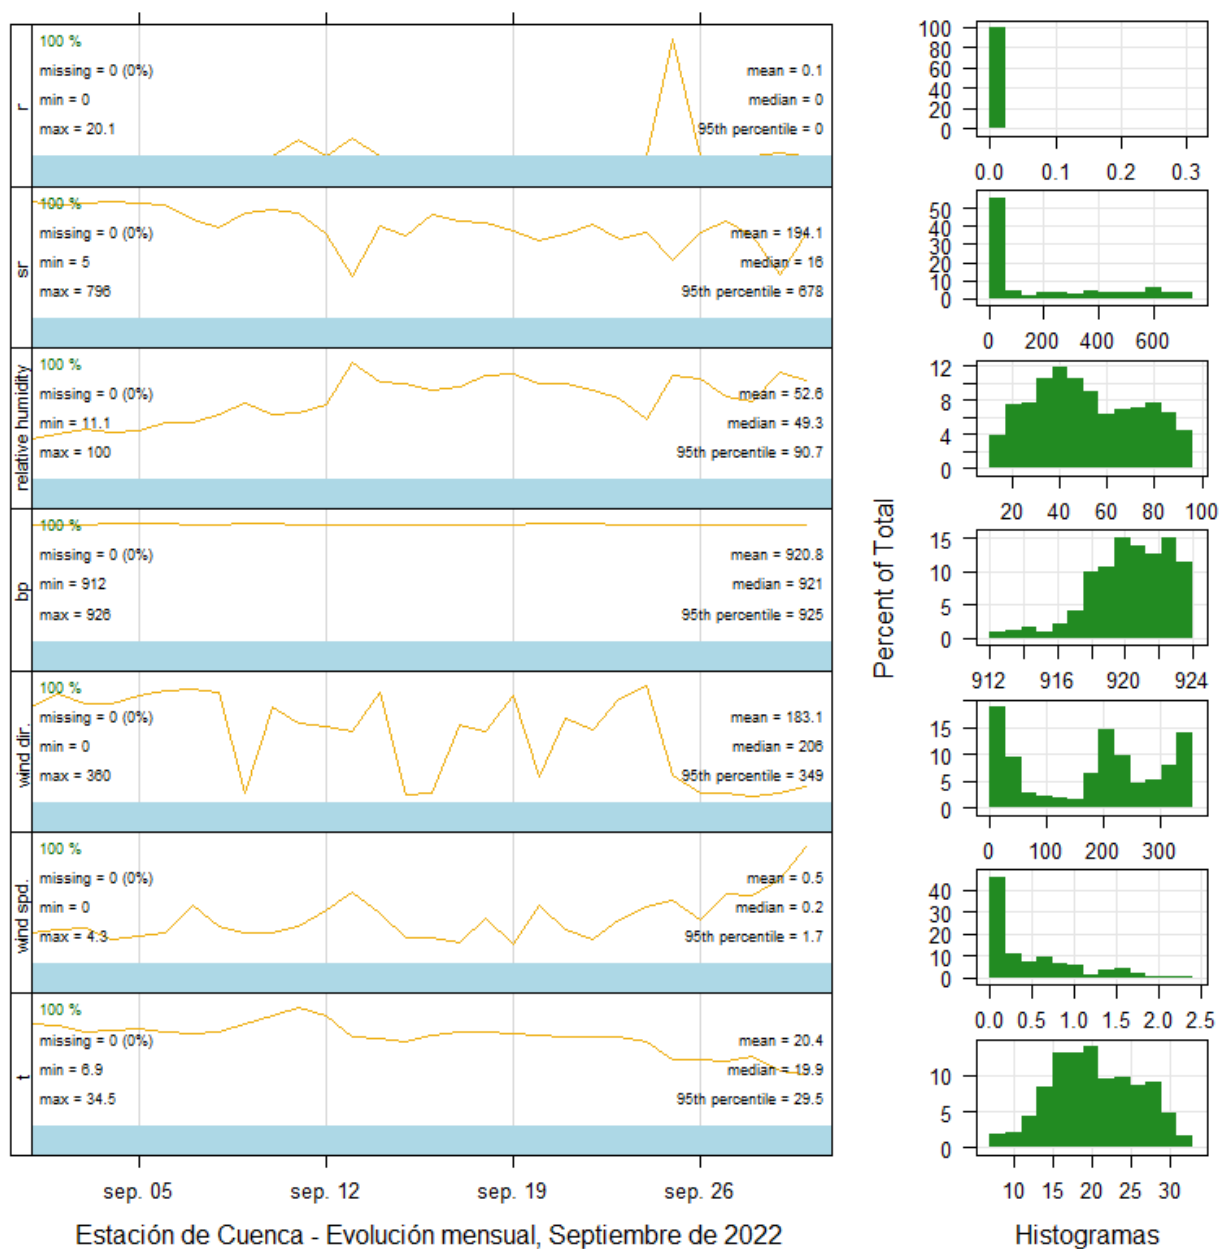 r
100 %
missing = 0 (0%)
min = 0
max = 20.1
mean = 0.1
median = 0
95th percentile = 0
sr
100 %
missing = 0 (0%)
min = 5
max = 796
mean = 194.1
median = 16
95th percentile = 678
relative humidity
100 %
missing = 0 (0%)
min = 11.1
max = 100
mean = 52.6
median = 49.3
95th percentile = 90.7
bp
100 %
missing = 0 (0%)
min = 912
max = 926
mean = 920.8
median = 921
95th percentile = 925
wind dir.
100 %
missing = 0 (0%)
min = 0
max = 360
mean = 183.1
median = 206
95th percentile = 349
wind spd.
100 %
missing = 0 (0%)
min = 0
max = 4.3
mean = 0.5
median = 0.2
95th percentile = 1.7
t
100 %
missing = 0 (0%)
min = 6.9
max = 34.5
mean = 20.4
median = 19.9
95th percentile = 29.5
sep. 05 sep. 12 sep. 19 sep. 26
Estación de Cuenca - Evolución mensual, Septiembre de 2022
Percent of Total
100
80
60
40
20
0
0.0 0.1 0.2 0.3
50
40
30
20
10
0
0 200 400 600
12
8
4
0
20 40 60 80 100
15
10
5
0
912 916 920 924
15
10
5
0
0 100 200 300
40
30
20
10
0
0.0 0.5 1.0 1.5 2.0 2.5
10
5
0
10 15 20 25 30
Histogramas